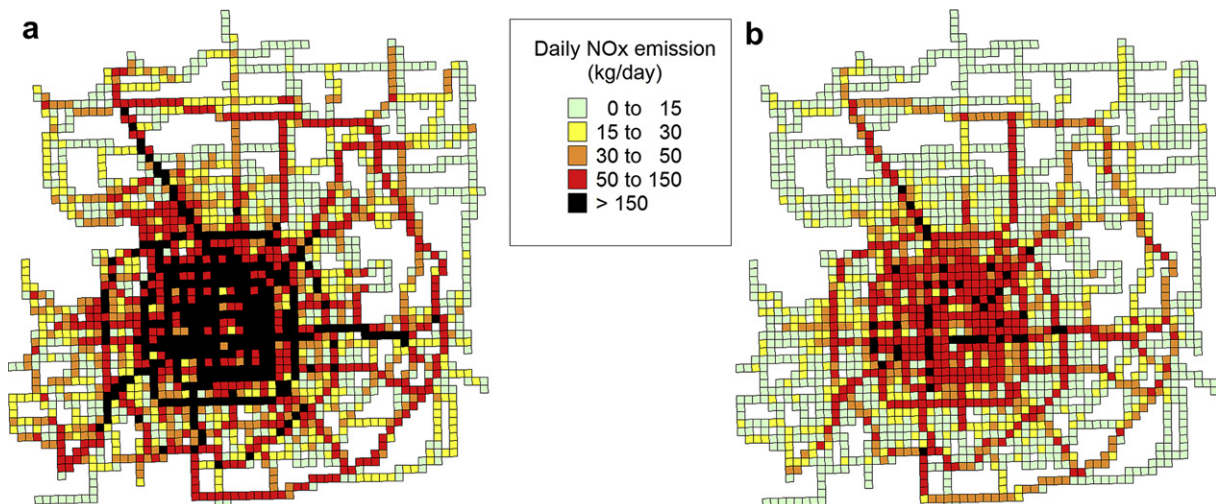 a
Daily NOx emission
(kg/day)
0 to 15
15 to 30
30 to 50
50 to 150
> 150
b